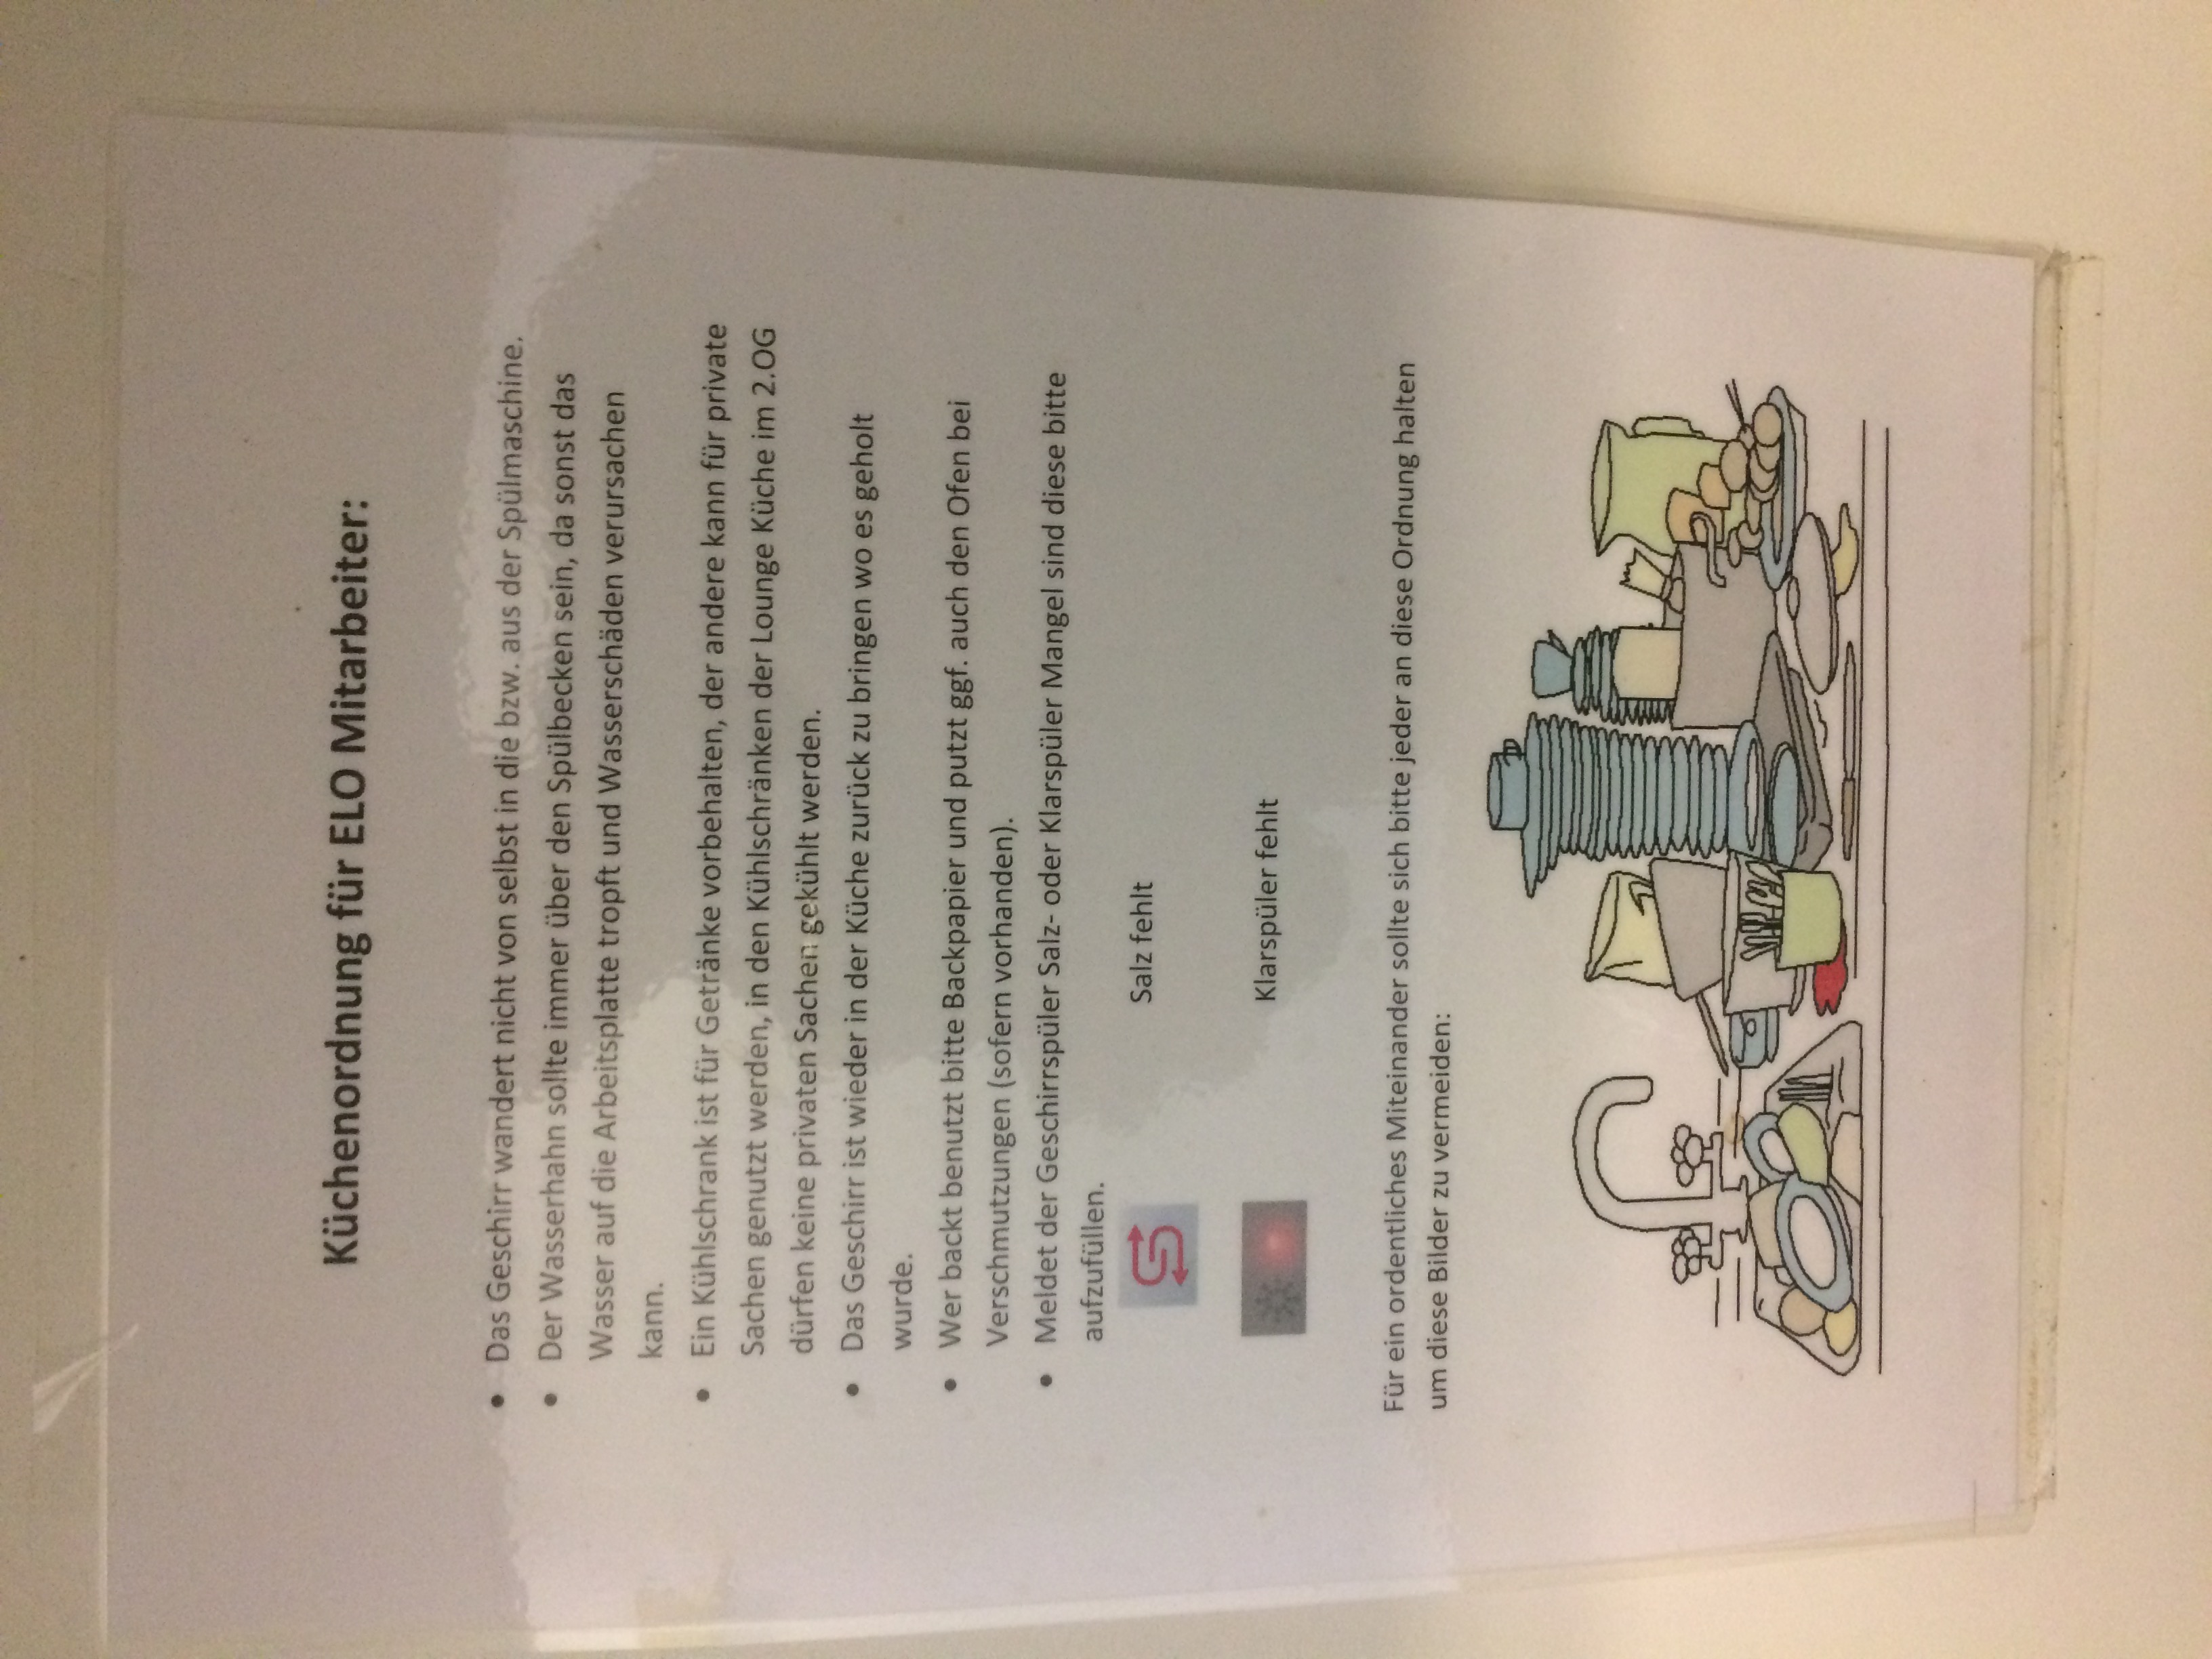 Küchenordnung für ELO Mitarbeiter:
• Das Geschirr wandert nicht von selbst in die bzw. aus der Spülmaschine.
• Der Wasserhahn sollte immer über den Spülbecken sein, da sonst das
Wasser auf die Arbeitsplatte tropft und Wasserschäden verursachen
kann.
• Ein Kühlschrank ist für Getränke vorbehalten, der andere kann für private
Sachen genutzt werden, in den Kühlschränken der Lounge Küche im 2.OG
dürfen keine privaten Sachen gekühlt werden.
• Das Geschirr ist wieder in der Küche zurück zu bringen wo es geholt
wurde.
• Wer backt benutzt bitte Backpapier und putzt ggf. auch den Ofen bei
Verschmutzungen (sofern vorhanden).
• Meldet der Geschirrspüler Salz- oder Klarspüler Mangel sind diese bitte
aufzufüllen.
Salz fehlt
Klarspüler fehlt
Für ein ordentliches Miteinander sollte sich bitte jeder an diese Ordnung halten
um diese Bilder zu vermeiden: